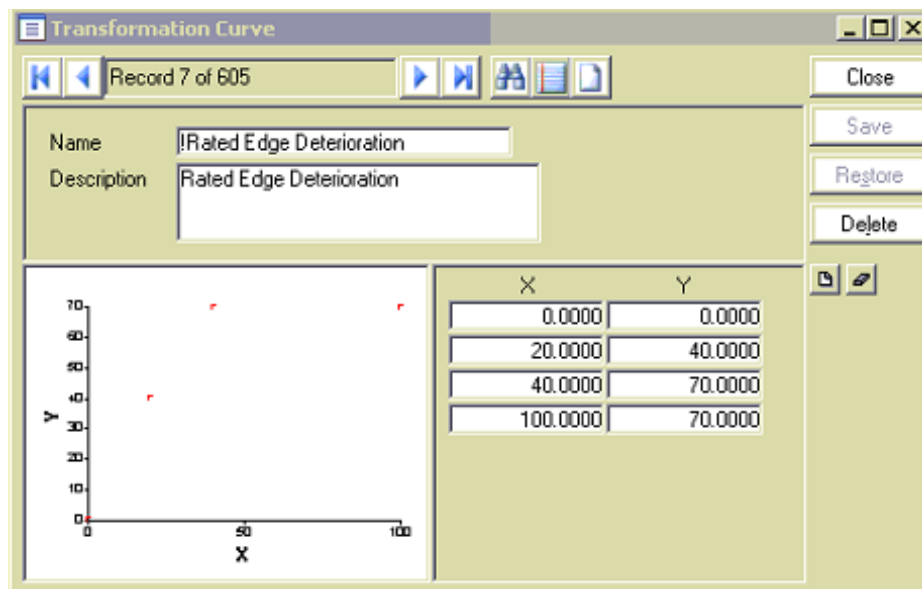 Transformation Curve
Record 7 of 605
Close
Save
Restore
Delete
Name !Rated Edge Deterioration
Description Rated Edge Deterioration
70
60
50
40
30
20
10
0
Y
0 50 100
X
X Y
0.0000 0.0000
20.0000 40.0000
40.0000 70.0000
100.0000 70.0000